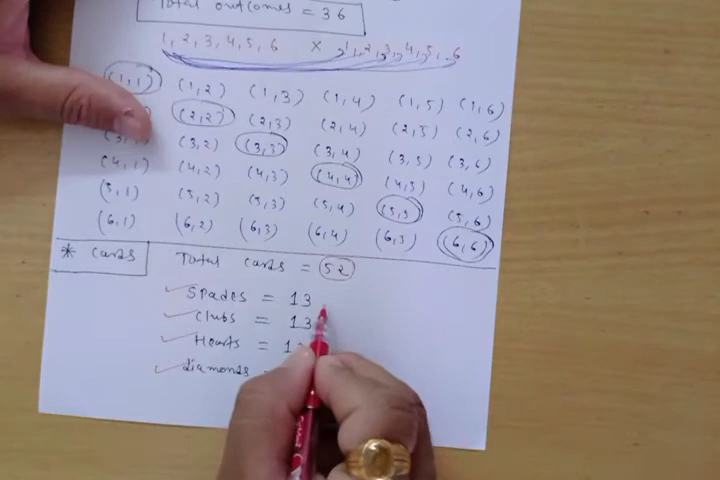 Total outcomes = 36
1, 2, 3, 4, 5, 6 × 1, 2, 3, 4, 5, 6
(1,1) (1,2) (1,3) (1,4) (1,5) (1,6)
(2,2) (2,3) (2,4) (2,5) (2,6)
(3,2) (3,3) (3,4) (3,5) (3,6)
(4,1) (4,2) (4,3) (4,4) (4,5) (4,6)
(5,1) (5,2) (5,3) (5,4) (5,5) (5,6)
(6,1) (6,2) (6,3) (6,4) (6,5) (6,6)
* Cards Total cards = 52
✓ Spades = 13
✓ Clubs = 13
✓ Hearts = 1
✓ diamonds =